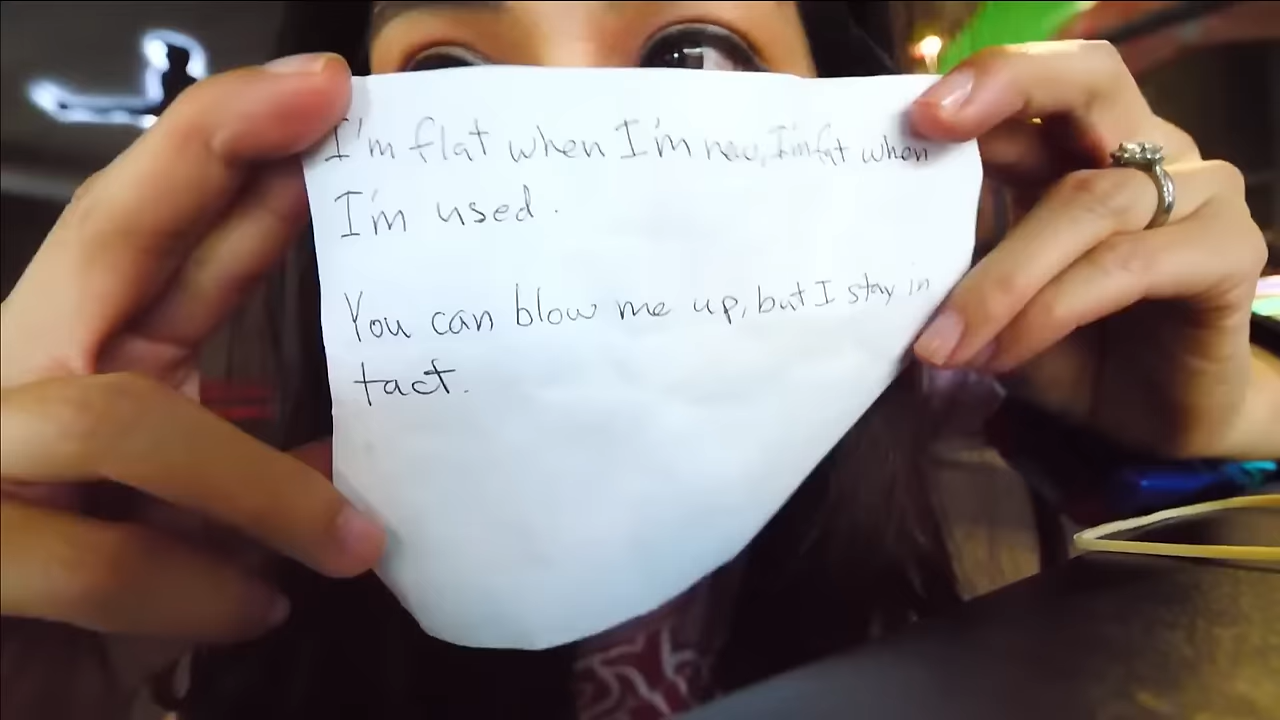 I'm flat when I'm new, I'm fat when
I'm used.
You can blow me up, but I stay in
tact.